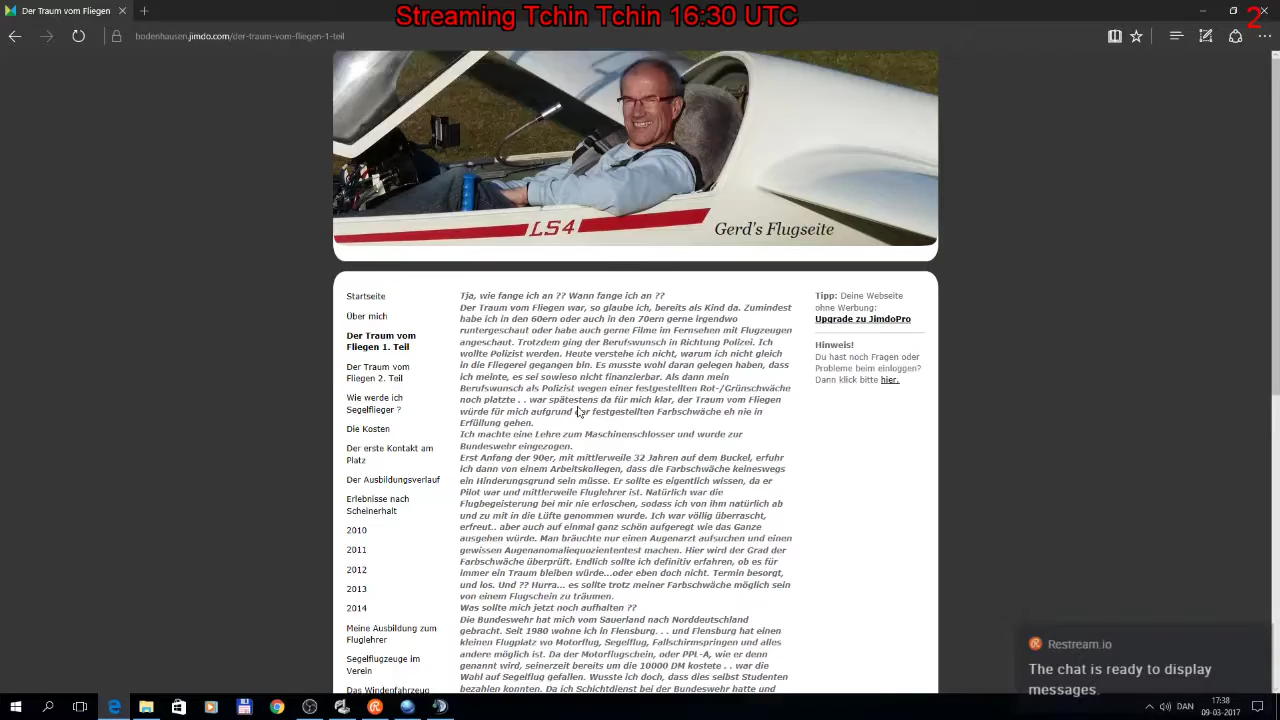 Der Traum vom Fliegen
Streaming Tchin Tchin 16:30 UTC
2
bodenhausen.jimdo.com/der-traum-vom-fliegen-1-teil
LS4
Gerd's Flugseite
Startseite
Über mich
Der Traum vom
Fliegen 1. Teil
Der Traum vom
Fliegen 2. Teil
Wie werde ich
Segelflieger ?
Die Kosten
Der erste Kontakt am
Platz
Der Ausbildungsverlauf
Erlebnisse nach
Scheinerhalt
2010
2011
2012
2013
2014
Meine Ausbildung zum
Fluglehrer
Segelflugzeuge im
Verein
Das Windenfahrzeug
Tja, wie fange ich an ?? Wann fange ich an ??
Der Traum vom Fliegen war, so glaube ich, bereits als Kind da. Zumindest
habe ich in den 60ern oder auch in den 70ern gerne irgendwo
runtergeschaut oder habe auch gerne Filme im Fernsehen mit Flugzeugen
angeschaut. Trotzdem ging der Berufswunsch in Richtung Polizei. Ich
wollte Polizist werden. Heute verstehe ich nicht, warum ich nicht gleich
in die Fliegerei gegangen bin. Es musste wohl daran gelegen haben, dass
ich meinte, es sei sowieso nicht finanzierbar. Als dann mein
Berufswunsch als Polizist wegen einer festgestellten Rot-/Grünschwäche
noch platzte . . war spätestens da für mich klar, der Traum vom Fliegen
würde für mich aufgrund der festgestellten Farbschwäche eh nie in
Erfüllung gehen.
Ich machte eine Lehre zum Maschinenschlosser und wurde zur
Bundeswehr eingezogen.
Erst Anfang der 90er, mit mittlerweile 32 Jahren auf dem Buckel, erfuhr
ich dann von einem Arbeitskollegen, dass die Farbschwäche keineswegs
ein Hinderungsgrund sein müsse. Er sollte es eigentlich wissen, da er
Pilot war und mittlerweile Fluglehrer ist. Natürlich war die
Flugbegeisterung bei mir nie erloschen, sodass ich von ihm natürlich ab
und zu mit in die Lüfte genommen wurde. Ich war völlig überrascht,
erfreut.. aber auch auf einmal ganz schön aufgeregt wie das Ganze
ausgehen würde. Man bräuchte nur einen Augenarzt aufsuchen und einen
gewissen Augenanomaliequoziententest machen. Hier wird der Grad der
Farbschwäche überprüft. Endlich sollte ich definitiv erfahren, ob es für
immer ein Traum bleiben würde...oder eben doch nicht. Termin besorgt,
und los. Und ?? Hurra... es sollte trotz meiner Farbschwäche möglich sein
von einem Flugschein zu träumen.
Was sollte mich jetzt noch aufhalten ??
Die Bundeswehr hat mich vom Sauerland nach Norddeutschland
gebracht. Seit 1980 wohne ich in Flensburg. . . und Flensburg hat einen
kleinen Flugplatz wo Motorflug, Segelflug, Fallschirmspringen und alles
andere möglich ist. Da der Motorflugschein, oder PPL-A, wie er denn
genannt wird, seinerzeit bereits um die 10000 DM kostete . . war die
Wahl auf Segelflug gefallen. Wusste ich doch, dass dies selbst Studenten
bezahlen konnten. Da ich Schichtdienst bei der Bundeswehr hatte und
Tipp: Deine Webseite
ohne Werbung:
Upgrade zu JimdoPro
Hinweis!
Du hast noch Fragen oder
Probleme beim einloggen?
Dann klick bitte hier.
Restream.io
The chat is ready to display
messages.
DAN
17:38
09-03-2017